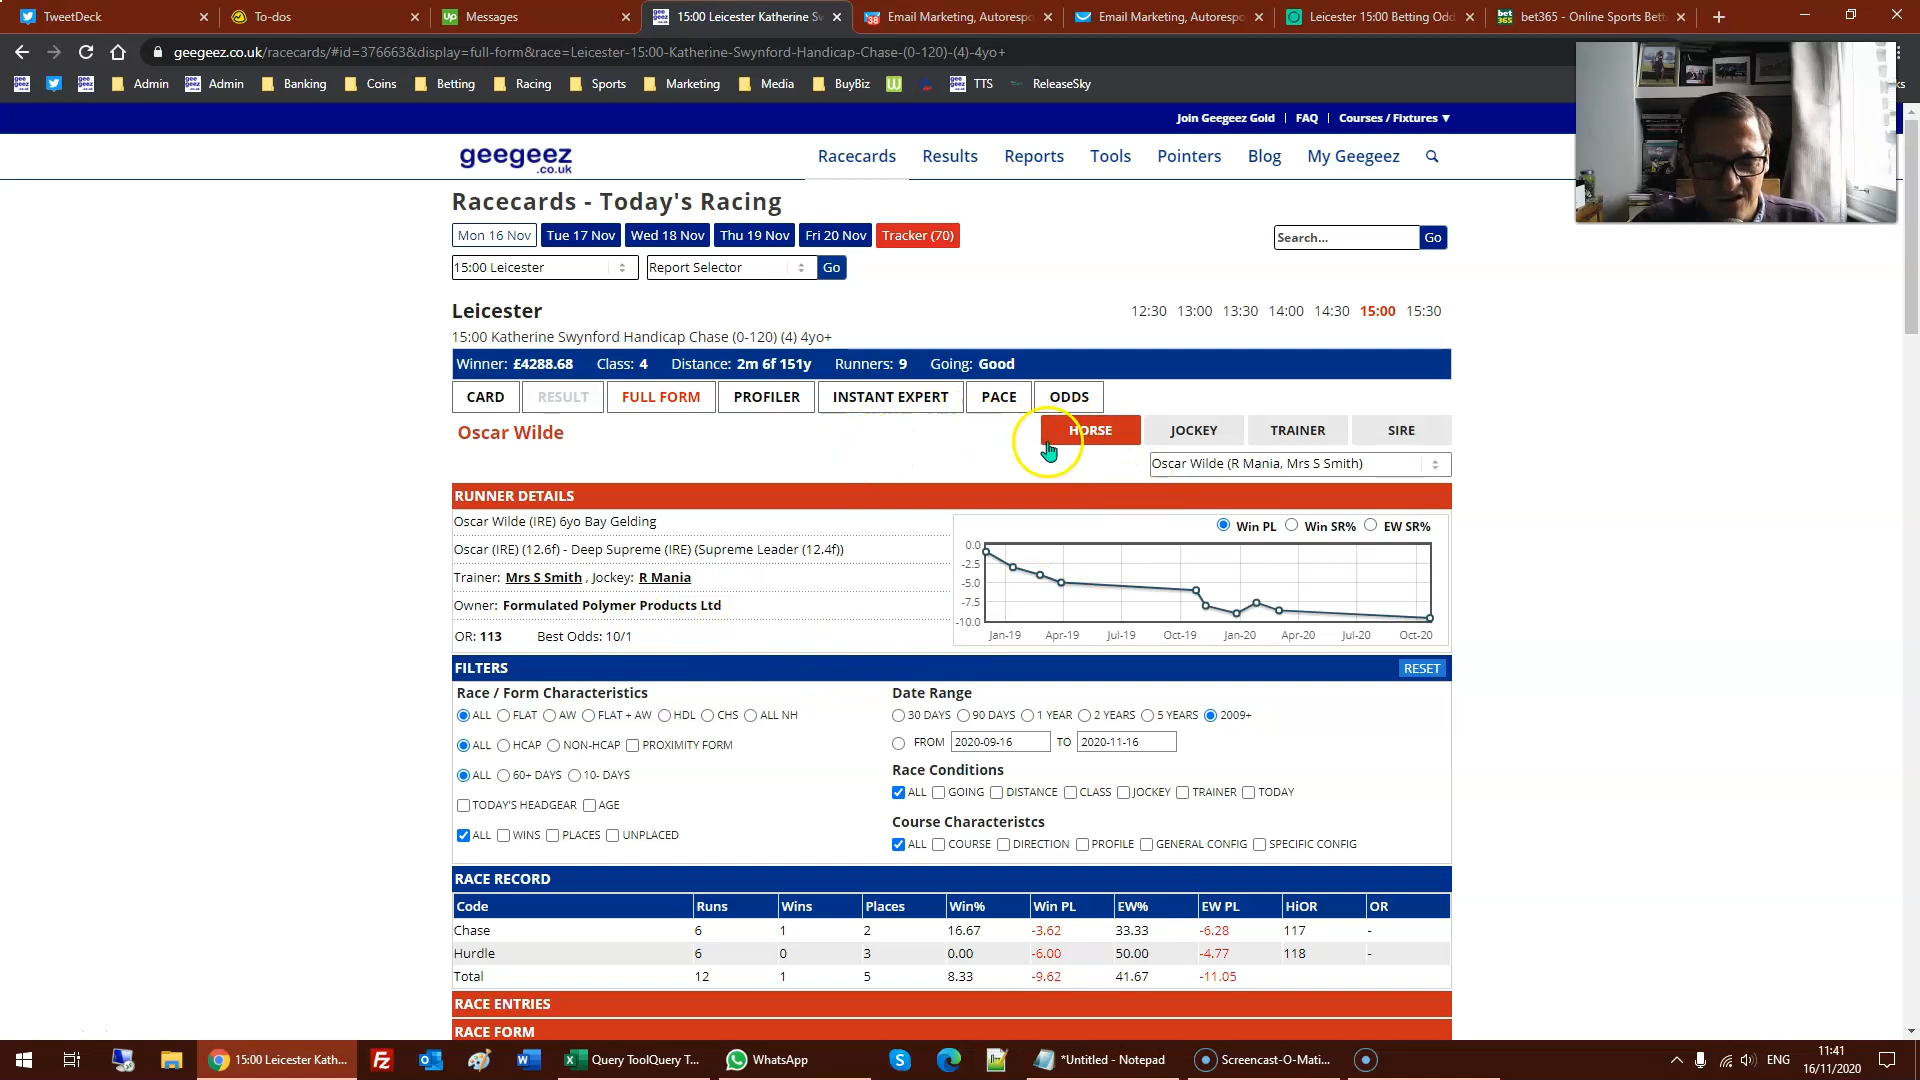 TweetDeck
To-dos
Messages
15:00 Leicester Katherine Sw
Email Marketing, Autorespo
Email Marketing, Autorespo
Leicester 15:00 Betting Odd
bet365 - Online Sports Bett
geegeez.co.uk/racecards/#id=376663&display=full-form&race=Leicester-15:00-Katherine-Swynford-Handicap-Chase-(0-120)-(4)-4yo+
Admin Admin Banking Coins Betting Racing Sports Marketing Media BuyBiz TTS ReleaseSky
Join Geegeez Gold | FAQ | Courses / Fixtures ▼
geegeez
.co.uk
Racecards Results Reports Tools Pointers Blog My Geegeez
Racecards - Today's Racing
Mon 16 Nov Tue 17 Nov Wed 18 Nov Thu 19 Nov Fri 20 Nov Tracker (70)
Search... Go
15:00 Leicester Report Selector Go
Leicester
12:30 13:00 13:30 14:00 14:30 15:00 15:30
15:00 Katherine Swynford Handicap Chase (0-120) (4) 4yo+
Winner: £4288.68 Class: 4 Distance: 2m 6f 151y Runners: 9 Going: Good
CARD RESULT FULL FORM PROFILER INSTANT EXPERT PACE ODDS
Oscar Wilde
HORSE JOCKEY TRAINER SIRE
Oscar Wilde (R Mania, Mrs S Smith)
RUNNER DETAILS
Oscar Wilde (IRE) 6yo Bay Gelding
Oscar (IRE) (12.6f) - Deep Supreme (IRE) (Supreme Leader (12.4f))
Trainer: Mrs S Smith , Jockey: R Mania
Owner: Formulated Polymer Products Ltd
OR: 113 Best Odds: 10/1
Win PL Win SR% EW SR%
0.0
-2.5
-5.0
-7.5
-10.0
Jan-19 Apr-19 Jul-19 Oct-19 Jan-20 Apr-20 Jul-20 Oct-20
FILTERS RESET
Race / Form Characteristics
ALL FLAT AW FLAT + AW HDL CHS ALL NH
ALL HCAP NON-HCAP PROXIMITY FORM
ALL 60+ DAYS 10- DAYS
TODAY'S HEADGEAR AGE
ALL WINS PLACES UNPLACED
Date Range
30 DAYS 90 DAYS 1 YEAR 2 YEARS 5 YEARS 2009+
FROM 2020-09-16 TO 2020-11-16
Race Conditions
ALL GOING DISTANCE CLASS JOCKEY TRAINER TODAY
Course Characteristcs
ALL COURSE DIRECTION PROFILE GENERAL CONFIG SPECIFIC CONFIG
RACE RECORD
Code Runs Wins Places Win% Win PL EW% EW PL HiOR OR
Chase 6 1 2 16.67 -3.62 33.33 -6.28 117 -
Hurdle 6 0 3 0.00 -6.00 50.00 -4.77 118 -
Total 12 1 5 8.33 -9.62 41.67 -11.05
RACE ENTRIES
RACE FORM
15:00 Leicester Kath...
Query ToolQuery T...
WhatsApp
*Untitled - Notepad
Screencast-O-Mati...
ENG
11:41
16/11/2020